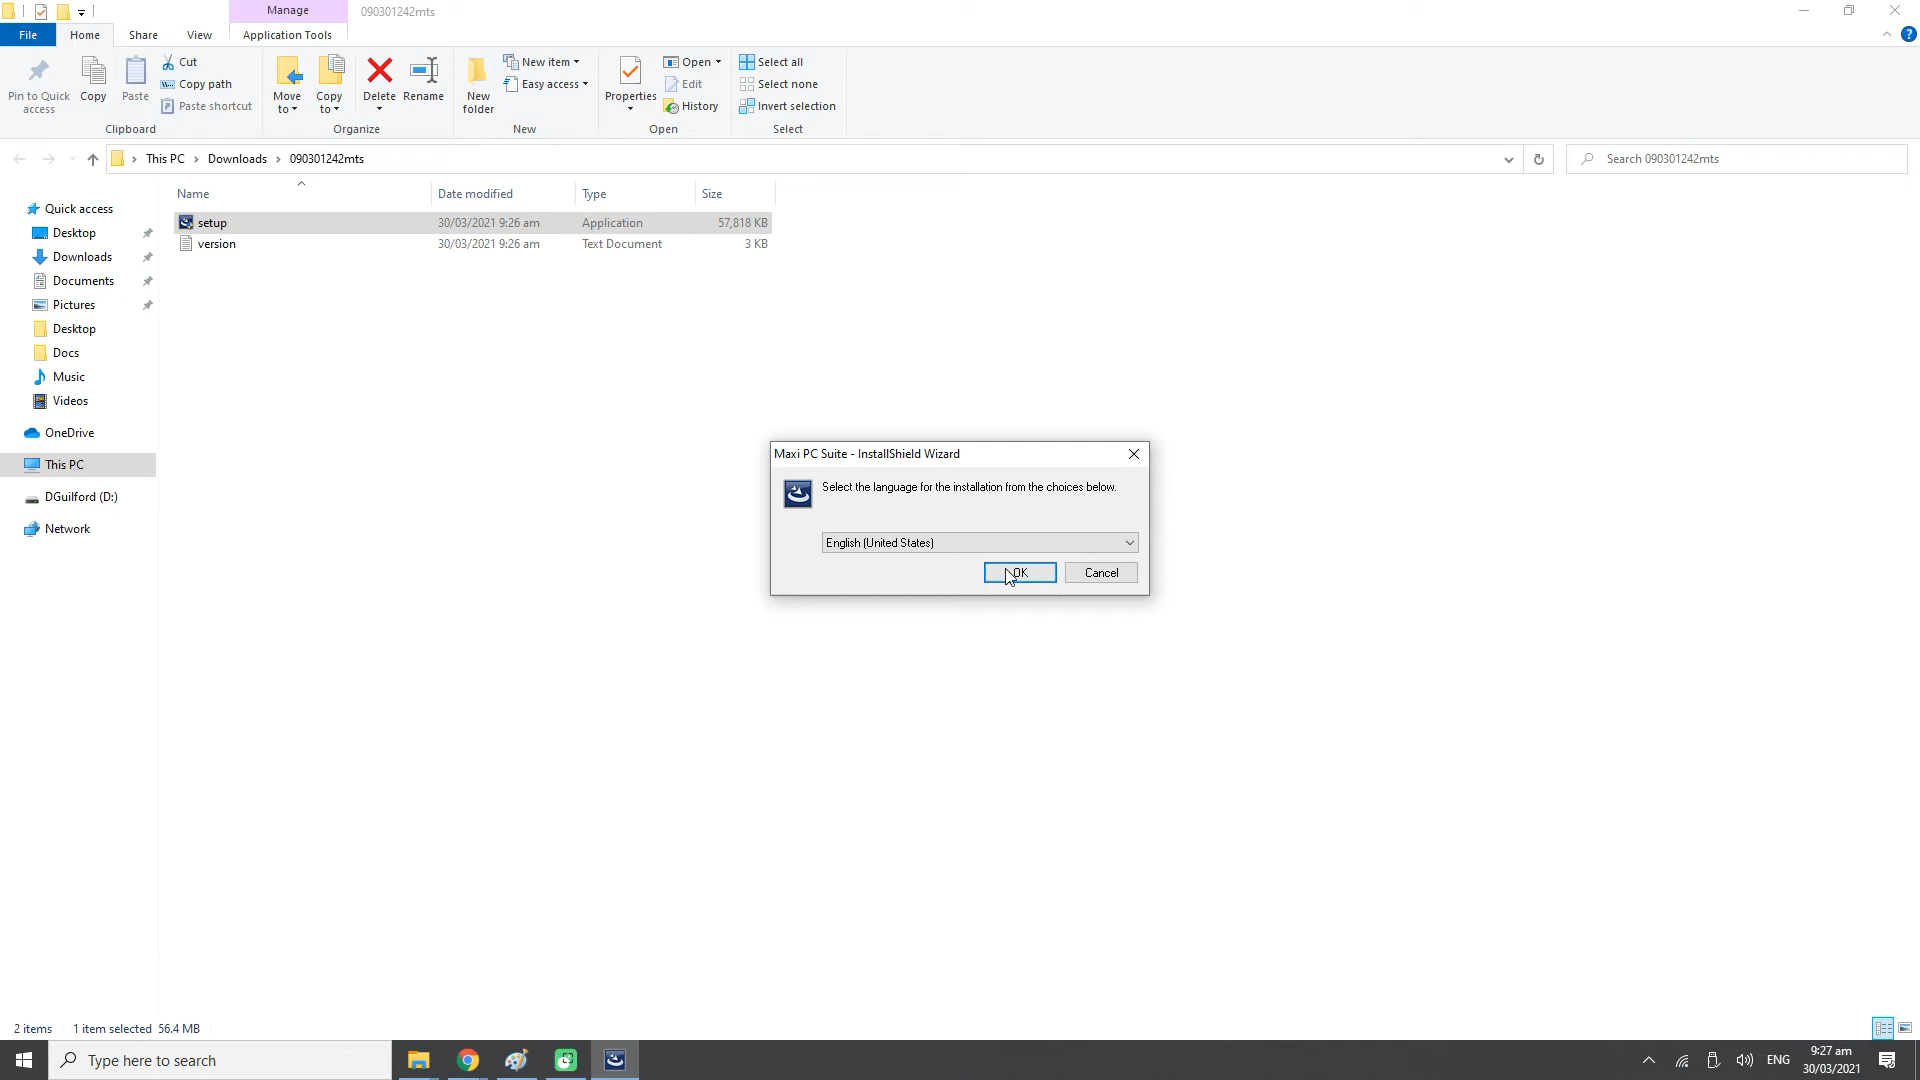 Manage
090301242mts
File
Home
Share
View
Application Tools
Pin to Quick
access
Copy
Paste
Cut
Copy path
Paste shortcut
Clipboard
Move
to
Copy
to
Delete
Rename
Organize
New
folder
New item
Easy access
New
Properties
Open
Edit
History
Open
Select all
Select none
Invert selection
Select
This PC
Downloads
090301242mts
Search 090301242mts
Name
Date modified
Type
Size
setup
30/03/2021 9:26 am
Application
57,818 KB
version
30/03/2021 9:26 am
Text Document
3 KB
Quick access
Desktop
Downloads
Documents
Pictures
Desktop
Docs
Music
Videos
OneDrive
This PC
DGuilford (D:)
Network
Maxi PC Suite - InstallShield Wizard
Select the language for the installation from the choices below.
English (United States)
OK
Cancel
2 items
1 item selected 56.4 MB
Type here to search
ENG
9:27 am
30/03/2021